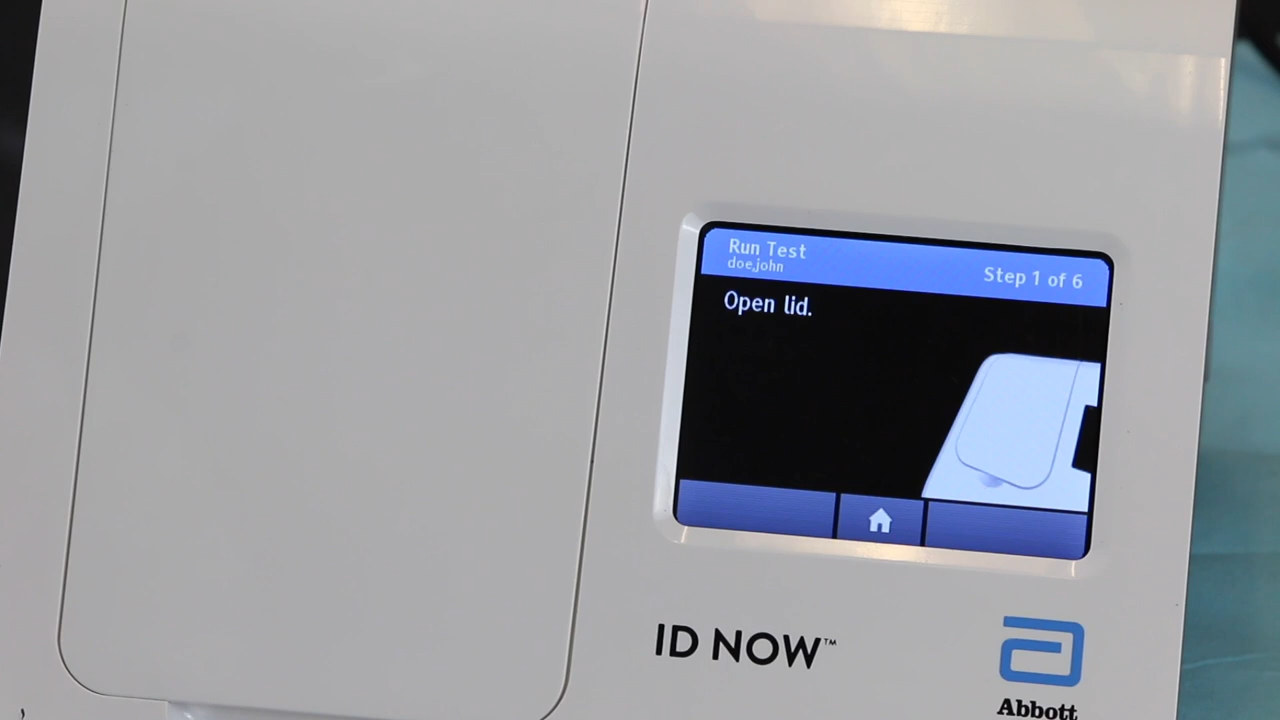 Run Test
doe,john
Step 1 of 6
Open lid.
ID NOW™
Abbott